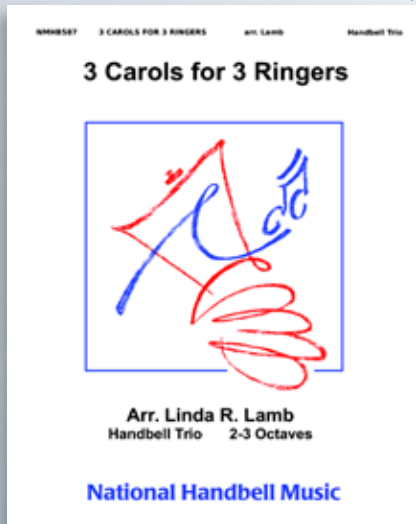 NMHB587 3 CAROLS FOR 3 RINGERS arr. Lamb Handbell Trio
3 Carols for 3 Ringers
Arr. Linda R. Lamb
Handbell Trio 2-3 Octaves
National Handbell Music